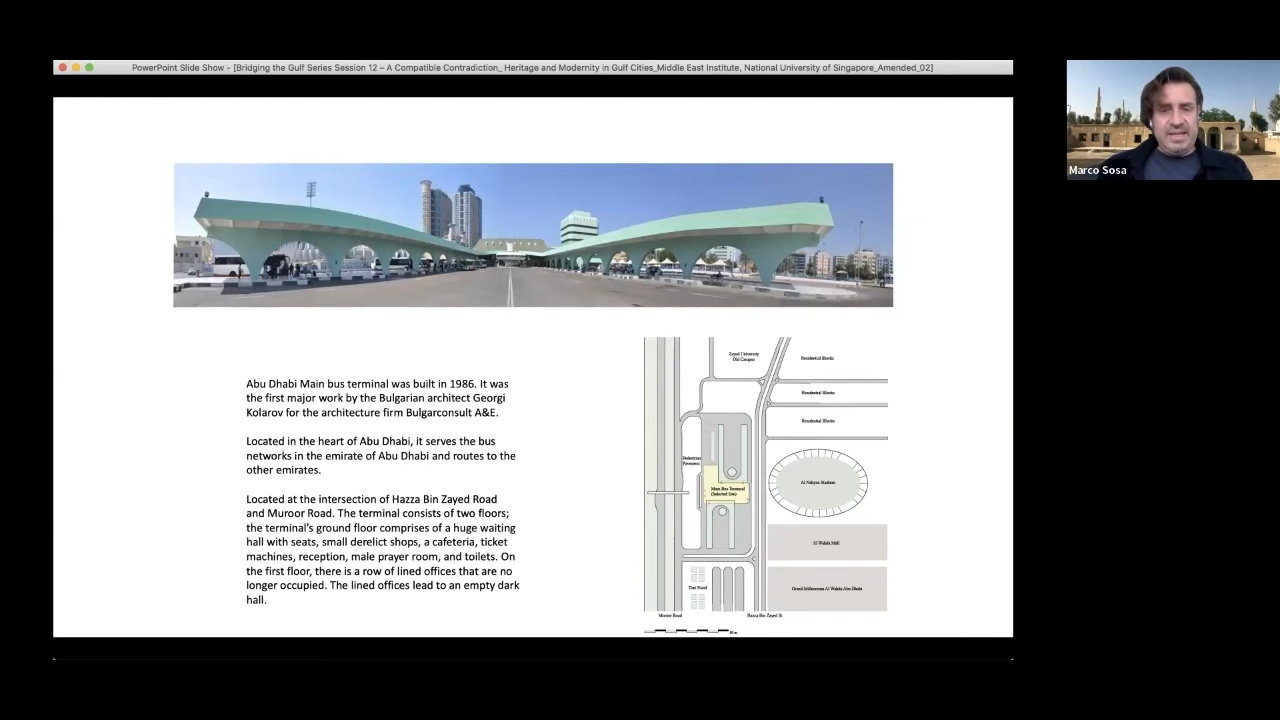 PowerPoint Slide Show - [Bridging the Gulf Series Session 12 – A Compatible Contradiction_ Heritage and Modernity in Gulf Cities_Middle East Institute, National University of Singapore_Amended_02]
Marco Sosa
Abu Dhabi Main bus terminal was built in 1986. It was
the first major work by the Bulgarian architect Georgi
Kolarov for the architecture firm Bulgarconsult A&E.
Located in the heart of Abu Dhabi, it serves the bus
networks in the emirate of Abu Dhabi and routes to the
other emirates.
Located at the intersection of Hazza Bin Zayed Road
and Muroor Road. The terminal consists of two floors;
the terminal's ground floor comprises of a huge waiting
hall with seats, small derelict shops, a cafeteria, ticket
machines, reception, male prayer room, and toilets. On
the first floor, there is a row of lined offices that are no
longer occupied. The lined offices lead to an empty dark
hall.
Zayed University
Old Campus
Residential Blocks
Residential Blocks
Residential Blocks
Pedestrian
Pavement
Main Bus Terminal
(Selected Site)
Al Nahyan Stadium
Al Wahda Mall
Taxi Stand
Grand Millennium Al Wahda Abu Dhabi
Muroor Road
Hazza Bin Zayed St